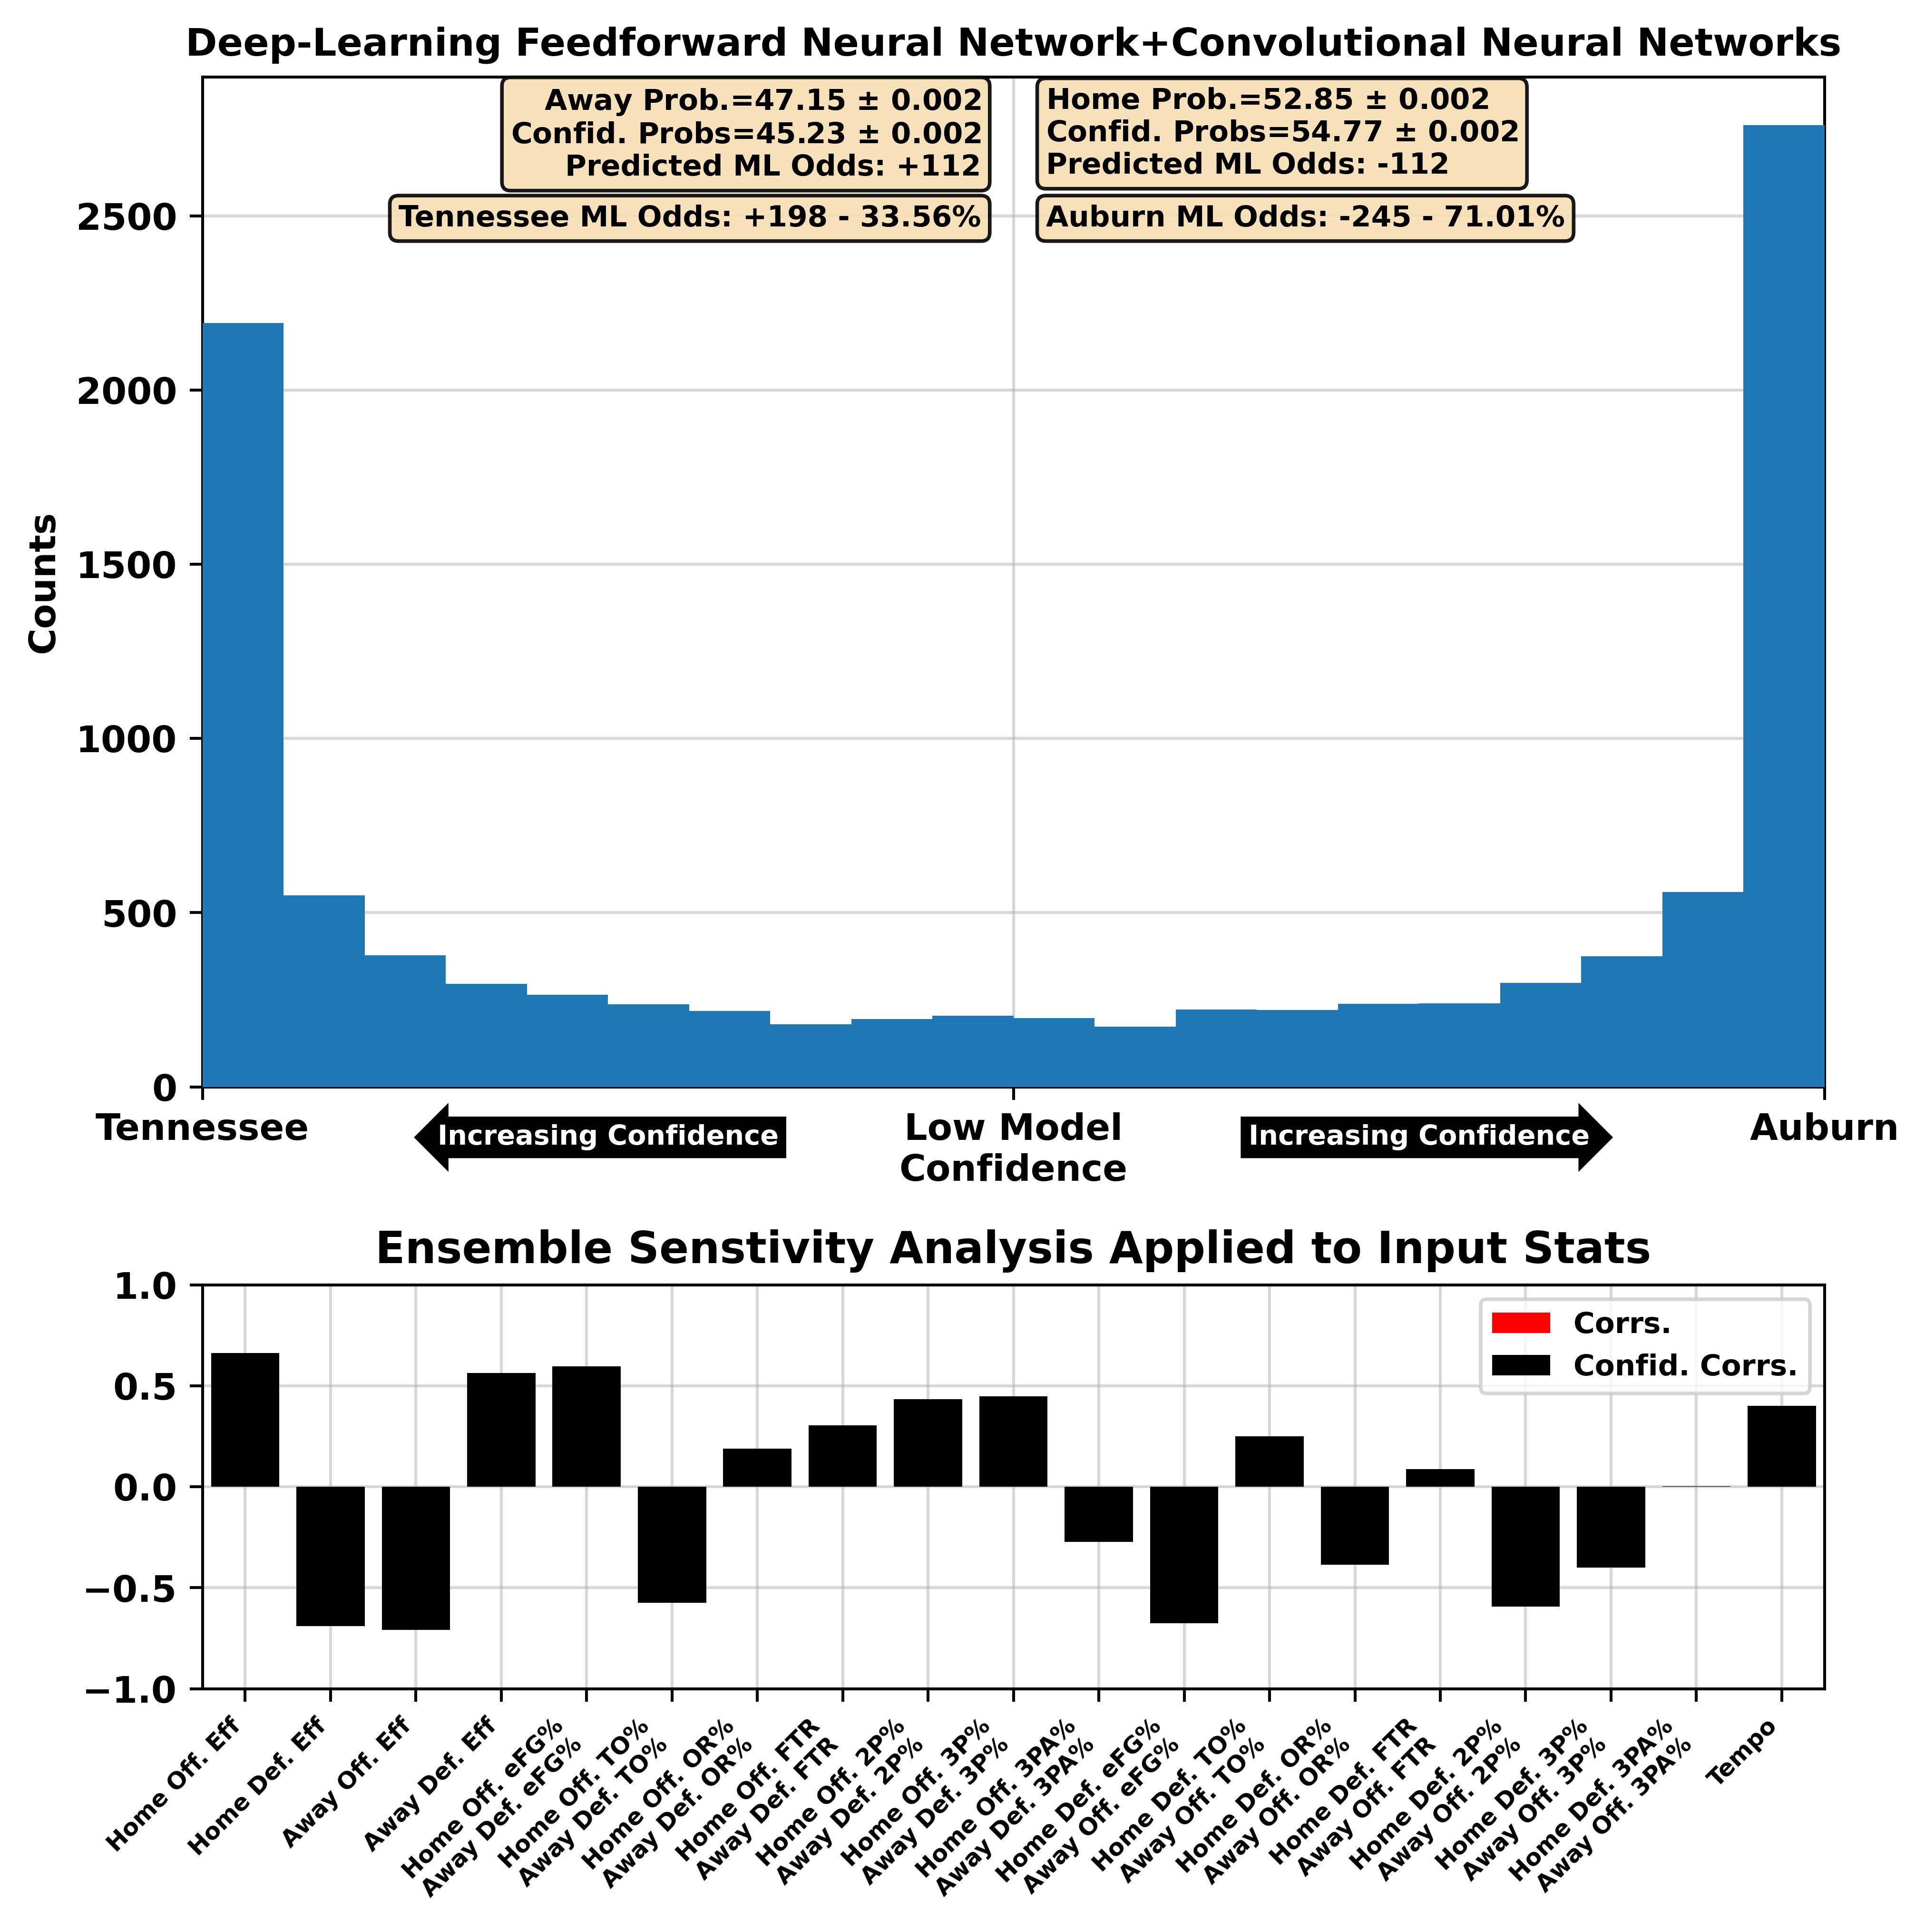 Deep-Learning Feedforward Neural Network+Convolutional Neural Networks
Away Prob.=47.15 ± 0.002
Confid. Probs=45.23 ± 0.002
Predicted ML Odds: +112
Home Prob.=52.85 ± 0.002
Confid. Probs=54.77 ± 0.002
Predicted ML Odds: -112
Tennessee ML Odds: +198 - 33.56%
Auburn ML Odds: -245 - 71.01%
Counts
2500
2000
1500
1000
500
0
Tennessee
Increasing Confidence
Low Model
Confidence
Increasing Confidence
Auburn
Ensemble Senstivity Analysis Applied to Input Stats
1.0
0.5
0.0
−0.5
−1.0
Corrs.
Confid. Corrs.
Home Off. Eff
Home Def. Eff
Away Off. Eff
Away Def. Eff
Home Off. eFG%
Away Def. eFG%
Home Off. TO%
Away Def. TO%
Home Off. OR%
Away Def. OR%
Home Off. FTR
Away Def. FTR
Home Off. 2P%
Away Def. 2P%
Home Off. 3P%
Away Def. 3P%
Home Off. 3PA%
Away Def. 3PA%
Home Def. eFG%
Away Off. eFG%
Home Def. TO%
Away Off. TO%
Home Def. OR%
Away Off. OR%
Home Def. FTR
Away Off. FTR
Home Def. 2P%
Away Off. 2P%
Home Def. 3P%
Away Off. 3P%
Home Def. 3PA%
Away Off. 3PA%
Tempo